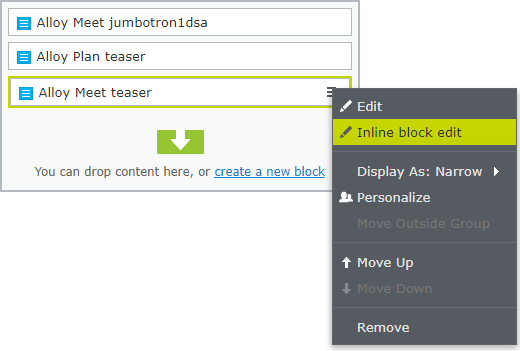 Alloy Meet jumbotron1dsa
Alloy Plan teaser
Alloy Meet teaser
You can drop content here, or create a new block
Edit
Inline block edit
Display As: Narrow
Personalize
Move Outside Group
Move Up
Move Down
Remove